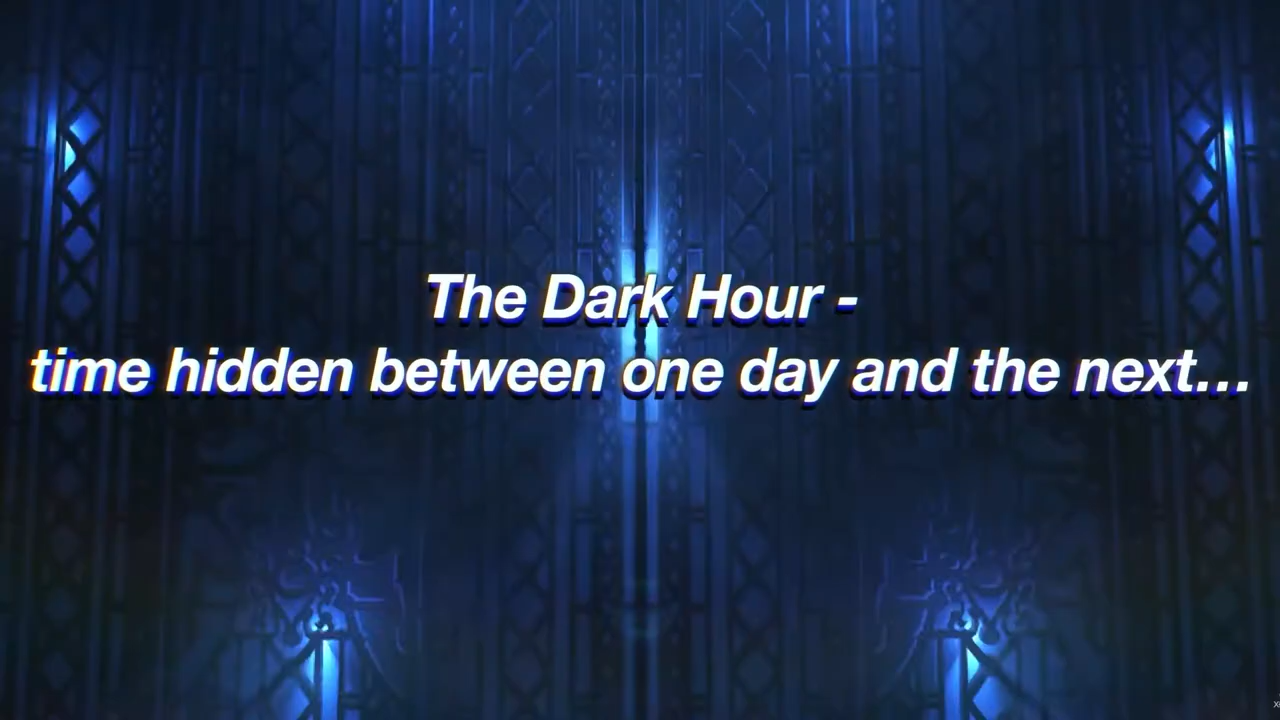 The Dark Hour -
time hidden between one day and the next...